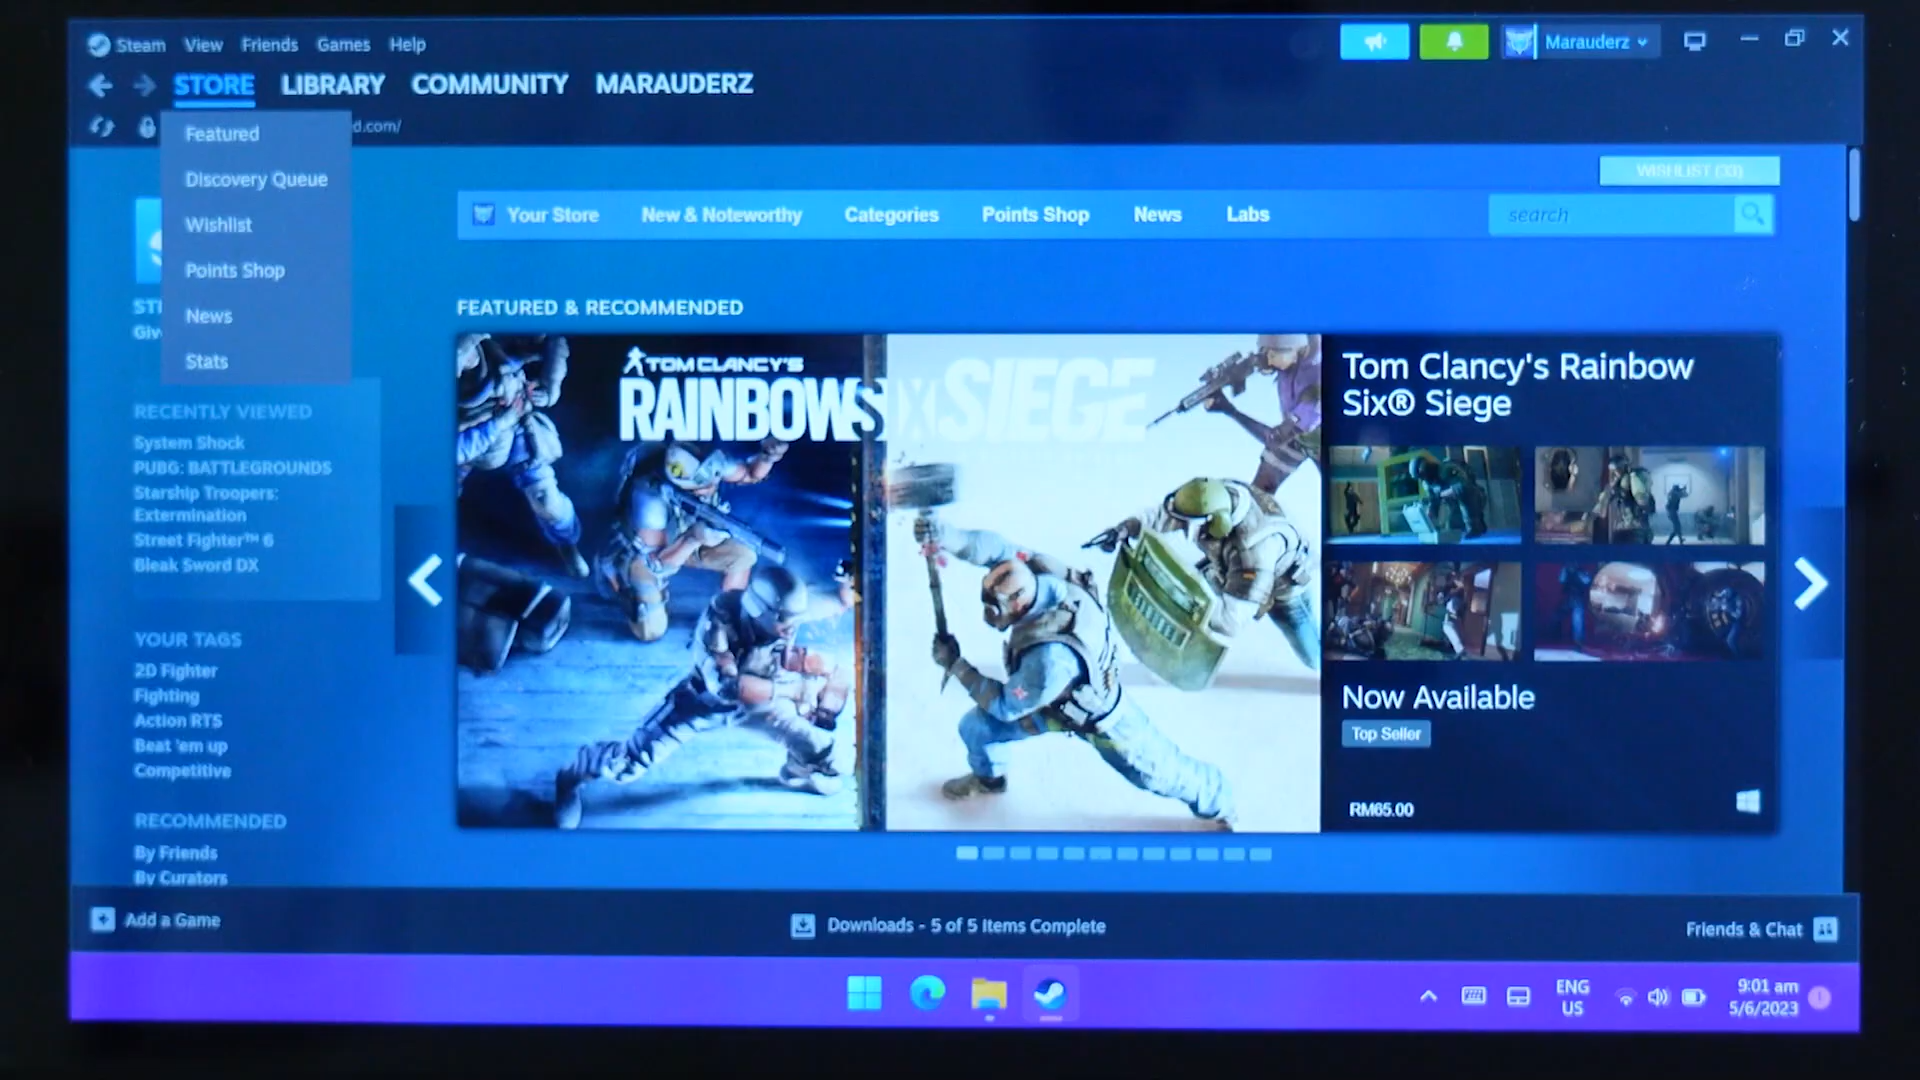 Steam View Friends Games Help
Marauderz
STORE LIBRARY COMMUNITY MARAUDERZ
d.com/
Featured
Discovery Queue
Wishlist
Points Shop
News
Stats
WISHLIST
Your Store New & Noteworthy Categories Points Shop News Labs
search
ST
Giv
RECENTLY VIEWED
System Shock
PUBG: BATTLEGROUNDS
Starship Troopers:
Extermination
Street Fighter™ 6
Bleak Sword DX
YOUR TAGS
2D Fighter
Fighting
Action RTS
Beat 'em up
Competitive
RECOMMENDED
By Friends
By Curators
FEATURED & RECOMMENDED
TOM CLANCY'S
RAINBOW SIX SIEGE
Tom Clancy's Rainbow
Six® Siege
Now Available
Top Seller
RM65.00
Add a Game
Downloads - 5 of 5 Items Complete
Friends & Chat
ENG
US
9:01 am
5/6/2023